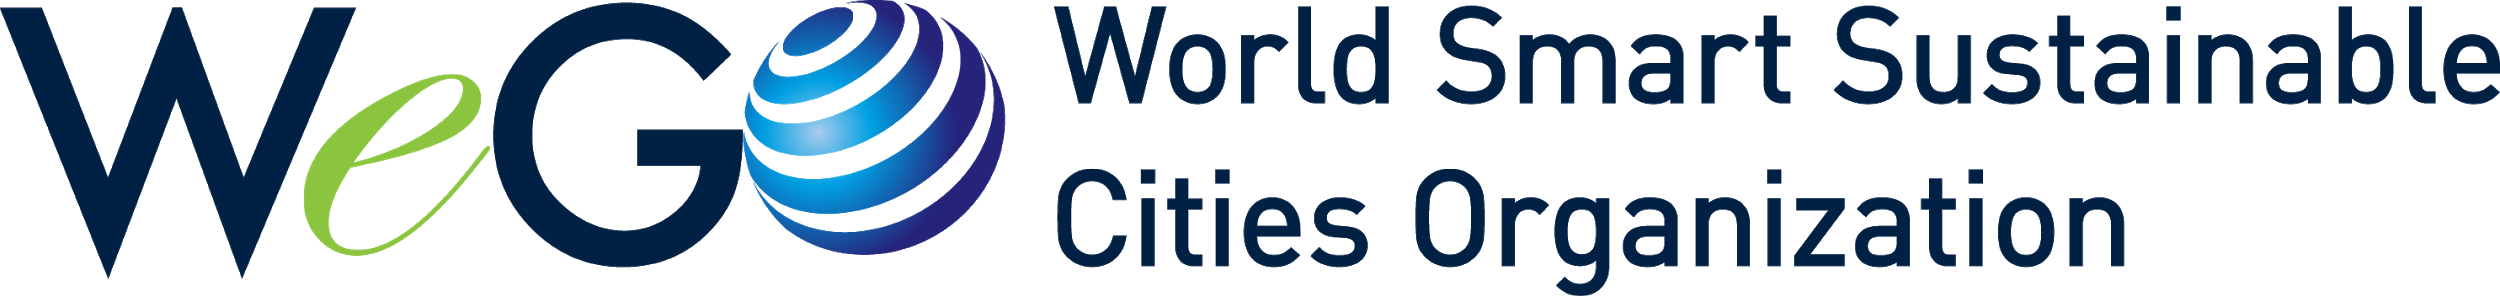 WeGO
World Smart Sustainable
Cities Organization